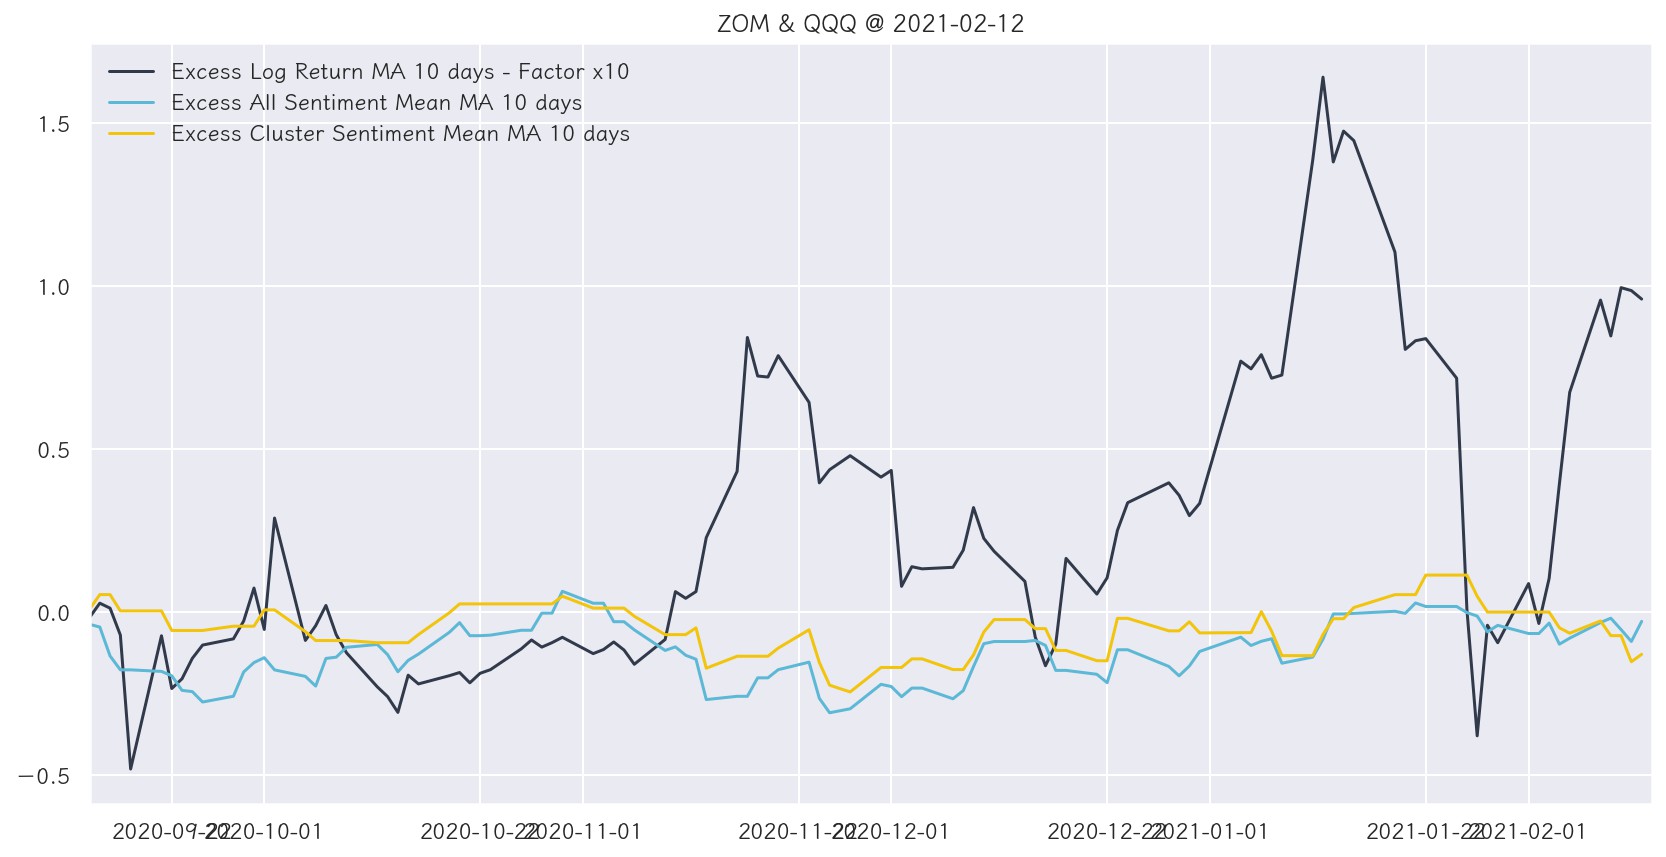 ZOM & QQQ @ 2021-02-12
Excess Log Return MA 10 days - Factor x10
Excess All Sentiment Mean MA 10 days
Excess Cluster Sentiment Mean MA 10 days
1.5
1.0
0.5
0.0
−0.5
2020-09-22 2020-10-01 2020-10-22 2020-11-01 2020-11-22 2020-12-01 2020-12-22 2021-01-01 2021-01-22 2021-02-01